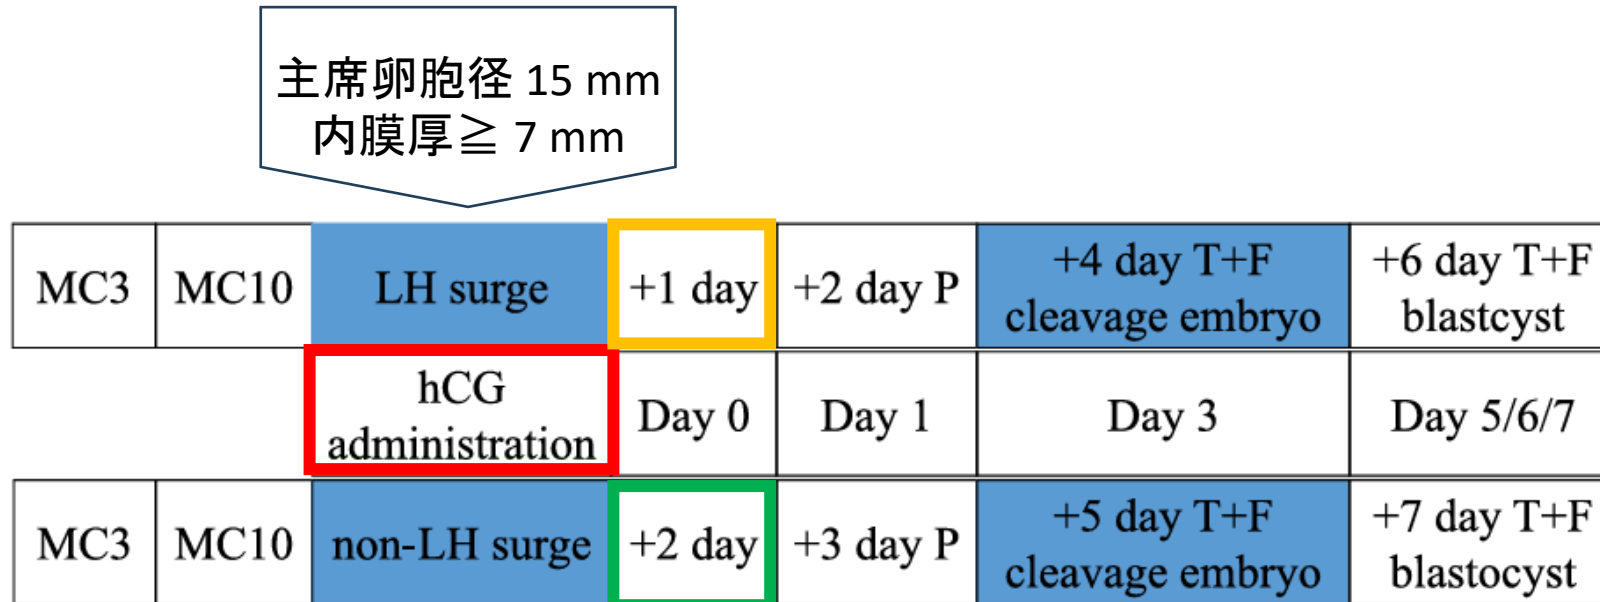 主席卵胞径 15 mm
内膜厚≧ 7 mm
MC3 MC10 LH surge +1 day +2 day P +4 day T+F cleavage embryo +6 day T+F blastcyst
hCG administration Day 0 Day 1 Day 3 Day 5/6/7
MC3 MC10 non-LH surge +2 day +3 day P +5 day T+F cleavage embryo +7 day T+F blastocyst